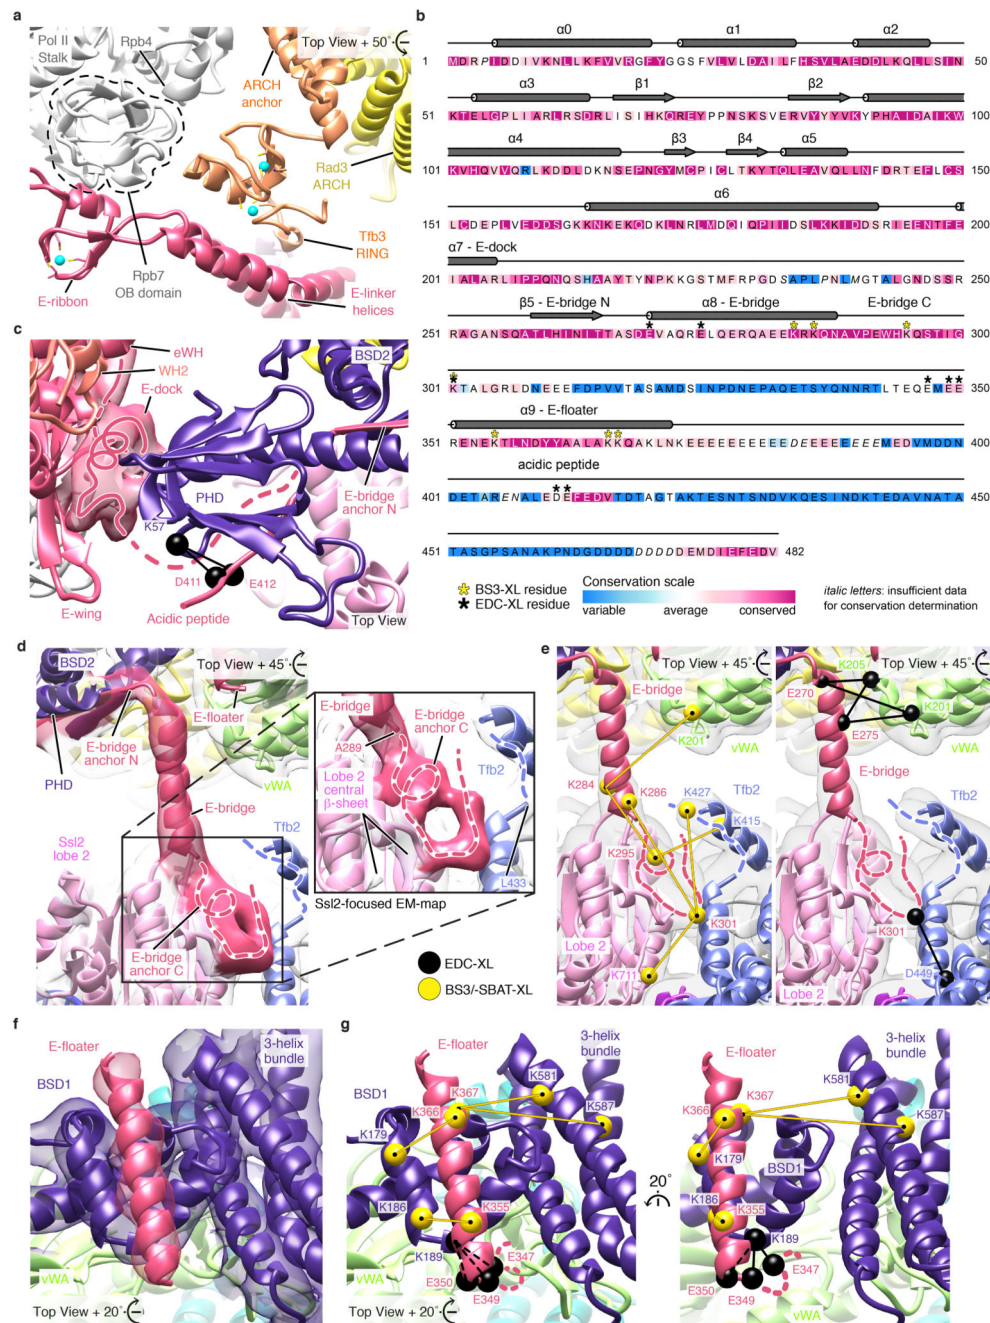 a
Pol II
Stalk
Rpb4
Top View + 50°
ARCH
anchor
Rad3
ARCH
Tfb3
RING
Rpb7
OB domain
E-ribbon
E-linker
helices
b
α0
α1
α2
1
50
α3
β1
β2
51
KTELGPLIARLRSDRLISIHKQREYPPNSKSVERVYYYVKYPHAIDAIKW
100
α4
β3
β4
α5
101
KVHQVVQRLKDDLDKNSEPNGYMCPICLTKYTQLEAVQLLNFDRTEFLCS
150
α6
151
LCDEPLVEDDSGKKNKEKQDKLNRLMDQIQPIIDSLKKIDDSRIEENTFE
200
α7 - E-dock
201
IALARLIPPQNQSHAAYTYNPKKGSTMFRPGDSAPLPNLMGTALGNDSSR
250
β5 - E-bridge N
α8 - E-bridge
E-bridge C
251
RAGANSQATLHINITTASDEVAQRELQERQAEEKRKQNAVPEWHKQSTIG
300
301
KTALGRLDNEEEFDPVVTASAMDSINPDNEPAQETSYQNNRTLTEQEMEE
350
α9 - E-floater
351
RENEKTLNDYYAALAKKQAKLNKEEEEEEEEEEEDEEEEEEEEMEDVMDDN
400
acidic peptide
401
DETARENALEDEFEDVTDTAGTAKTESNTSNDVKQESINDKTEDAVNATA
450
451
TASGPSANAKPNDGDDDDDDDDDEMDIEFEDV
482
BS3-XL residue
EDC-XL residue
Conservation scale
variable
average
conserved
italic letters: insufficient data
for conservation determination
c
eWH
WH2
E-dock
BSD2
PHD
K57
E-bridge
anchor N
D411
E412
E-wing
Acidic peptide
Top View
d
BSD2
Top View + 45°
E-floater
E-bridge
anchor N
vWA
PHD
E-bridge
Ssl2
lobe 2
Tfb2
E-bridge
anchor C
E-bridge
E-bridge
anchor C
A289
Tfb2
Lobe 2
central
β-sheet
L433
Ssl2-focused EM-map
EDC-XL
BS3/-SBAT-XL
e
Top View + 45°
E-bridge
K201
vWA
K284
K286
K427
Tfb2
K415
K295
K301
Lobe 2
K711
K205
Top View + 45°
E270
K201
E275
vWA
E-bridge
Tfb2
K301
D449
Lobe 2
f
E-floater
3-helix
bundle
BSD1
vWA
Top View + 20°
g
E-floater
3-helix
bundle
K581
K367
BSD1
K366
K587
K179
K186
K355
K189
E347
E350
vWA
E349
Top View + 20°
20°
E-floater
3-helix
bundle
K581
K367
K366
K587
K179
BSD1
K186
K355
K189
E347
E350
E349
vWA